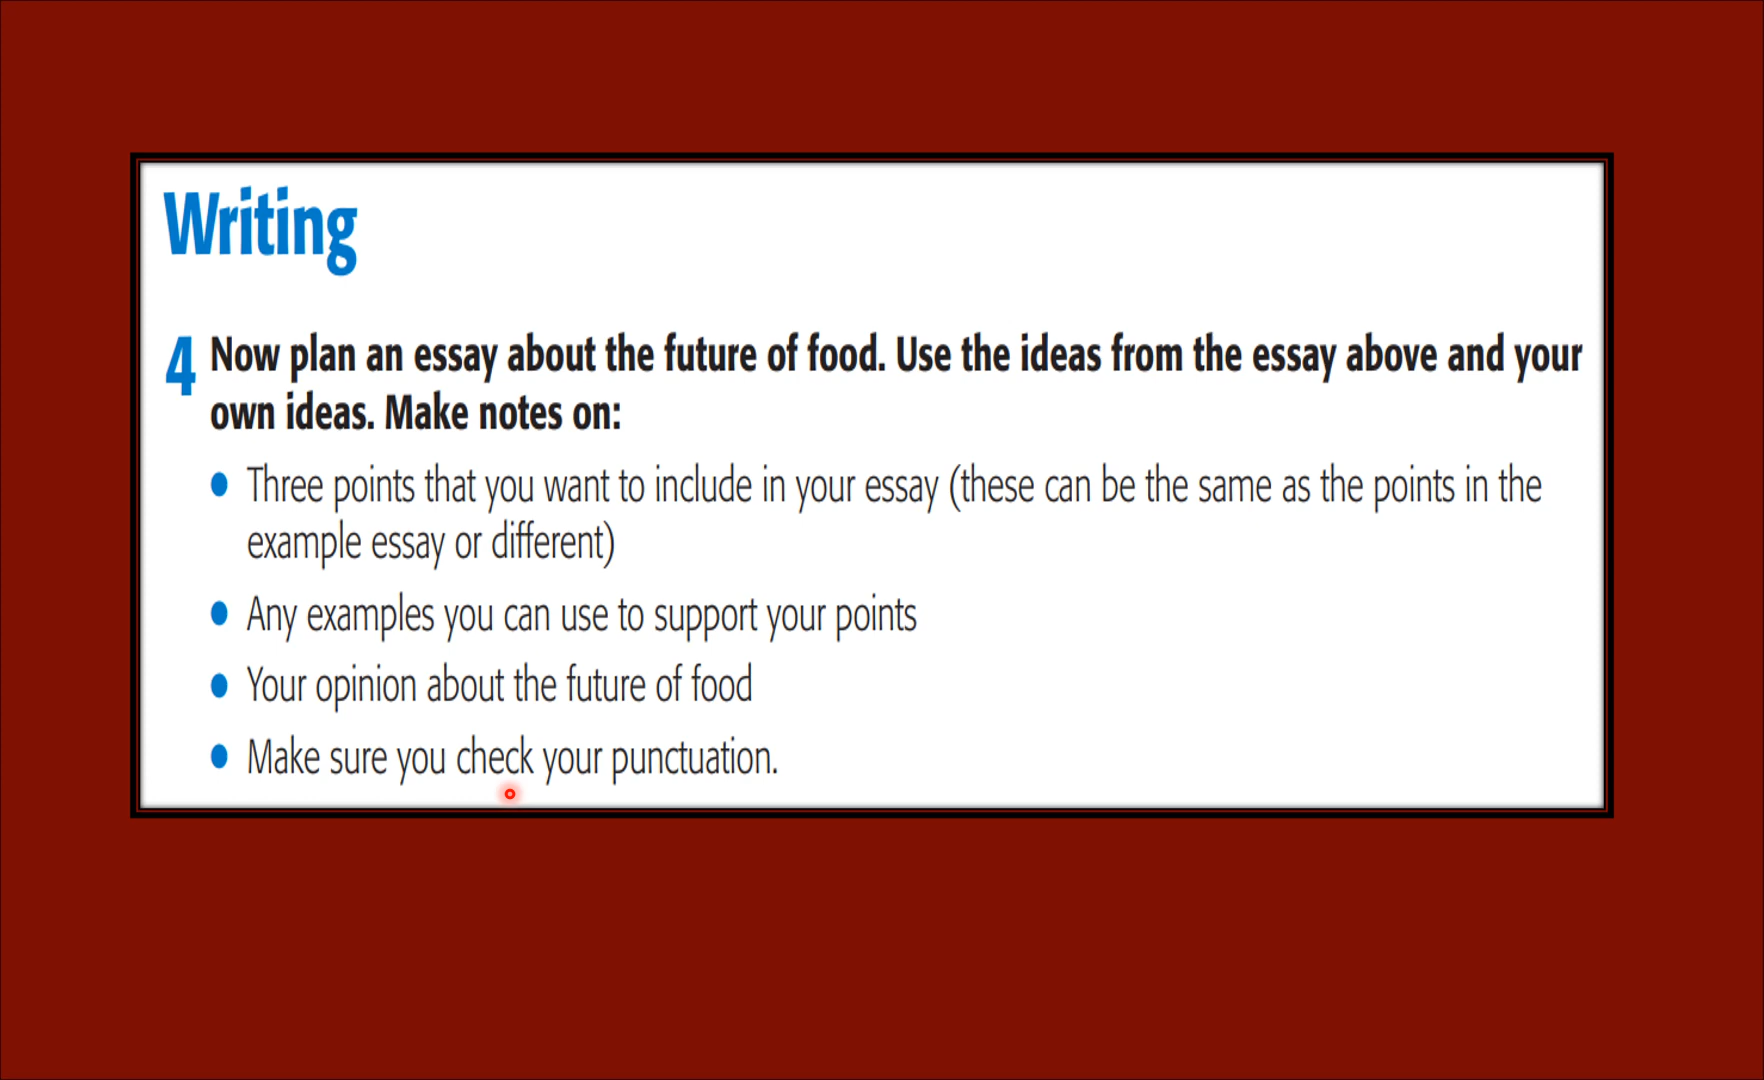 Writing
4 Now plan an essay about the future of food. Use the ideas from the essay above and your
own ideas. Make notes on:
• Three points that you want to include in your essay (these can be the same as the points in the
example essay or different)
• Any examples you can use to support your points
• Your opinion about the future of food
• Make sure you check your punctuation.